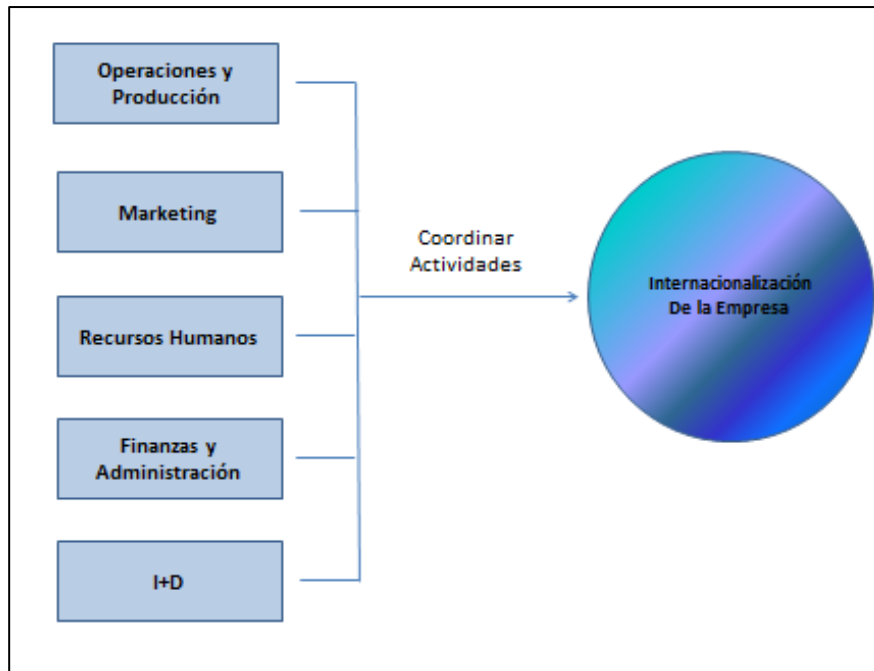 Operaciones y
Producción
Marketing
Recursos Humanos
Finanzas y
Administración
I+D
Coordinar
Actividades
Internacionalización
De la Empresa